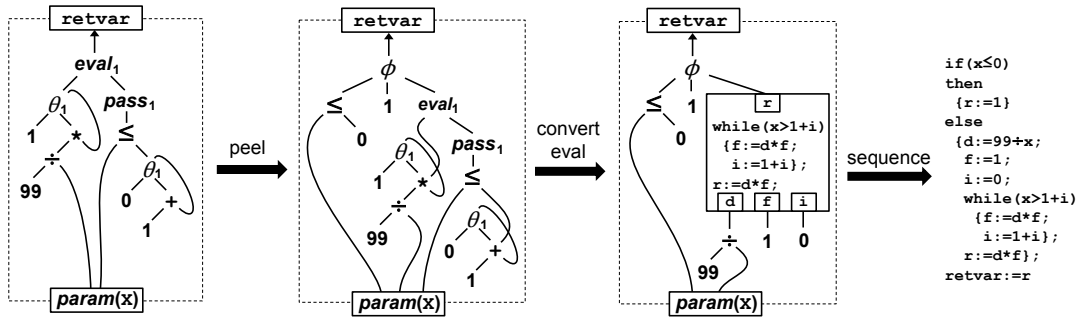 retvar
eval₁
θ₁
pass₁
1
*
≤
÷
99
θ₁
0
+
1
param(x)
peel
retvar
ϕ
≤
1
eval₁
0
pass₁
θ₁
≤
1
*
÷
99
θ₁
0
+
1
param(x)
convert
eval
retvar
ϕ
≤
1
r
0
while(x>1+i)
{f:=d*f;
i:=1+i};
r:=d*f;
d
f
i
÷
1
0
99
param(x)
sequence
if(x≤0)
then
{r:=1}
else
{d:=99÷x;
f:=1;
i:=0;
while(x>1+i)
{f:=d*f;
i:=1+i};
r:=d*f};
retvar:=r